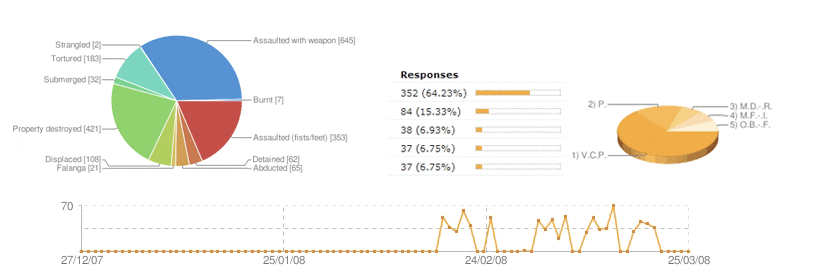 Strangled [2]
Tortured [183]
Submerged [32]
Property destroyed [421]
Displaced [108]
Falanga [21]
Assaulted with weapon [645]
Burnt [7]
Assaulted (fists/feet) [353]
Detained [62]
Abducted [65]
Responses
352 (64.23%)
84 (15.33%)
38 (6.93%)
37 (6.75%)
37 (6.75%)
2) P.
3) M.D.-.R.
4) M.F.-.I.
5) O.B.-.F.
1) V.C.P.
70
27/12/07
25/01/08
24/02/08
25/03/08